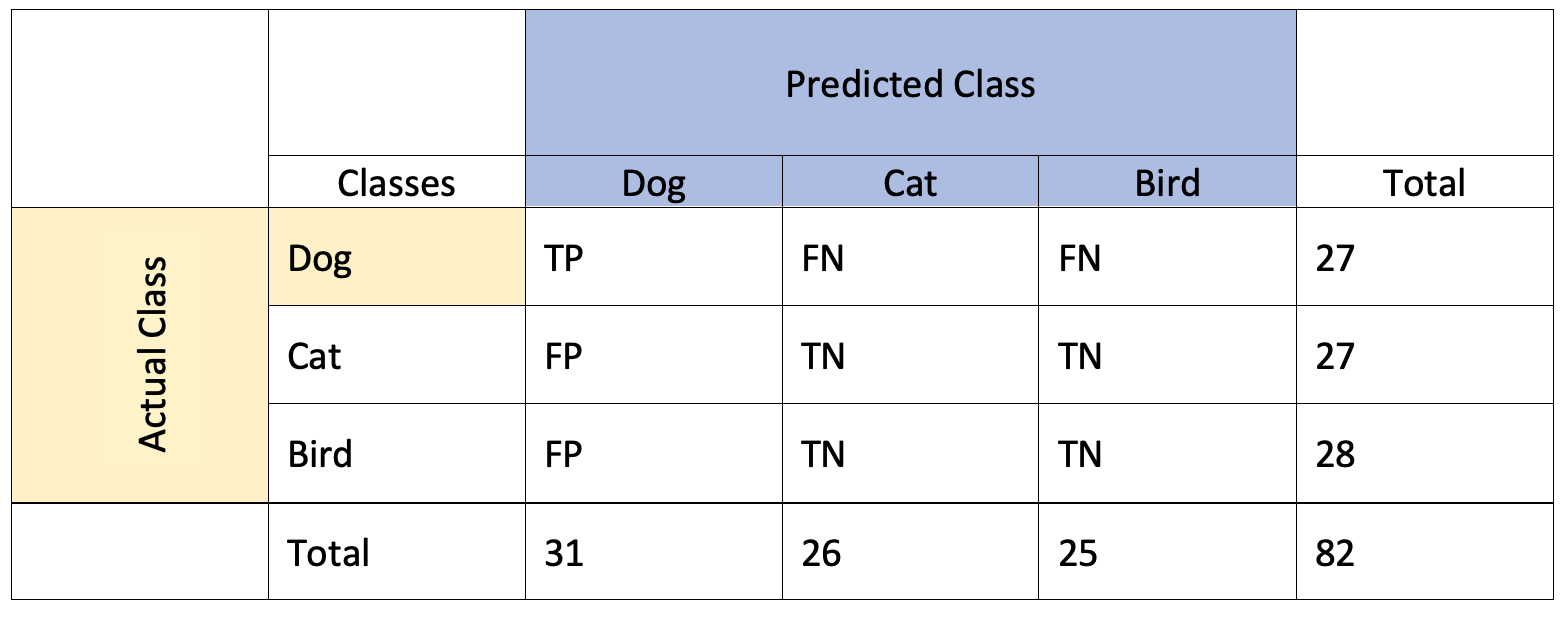 Predicted Class
Classes Dog Cat Bird Total
Actual Class
Dog TP FN FN 27
Cat FP TN TN 27
Bird FP TN TN 28
Total 31 26 25 82